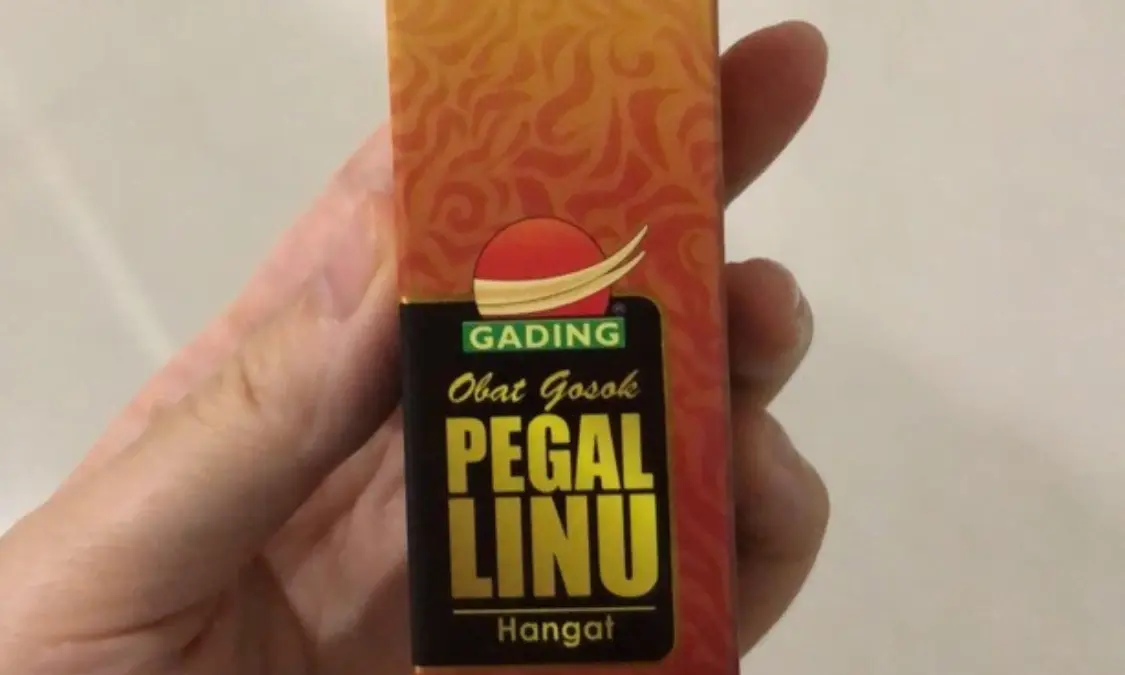 GADING
Obat Gosok
PEGAL
LINU
Hangat